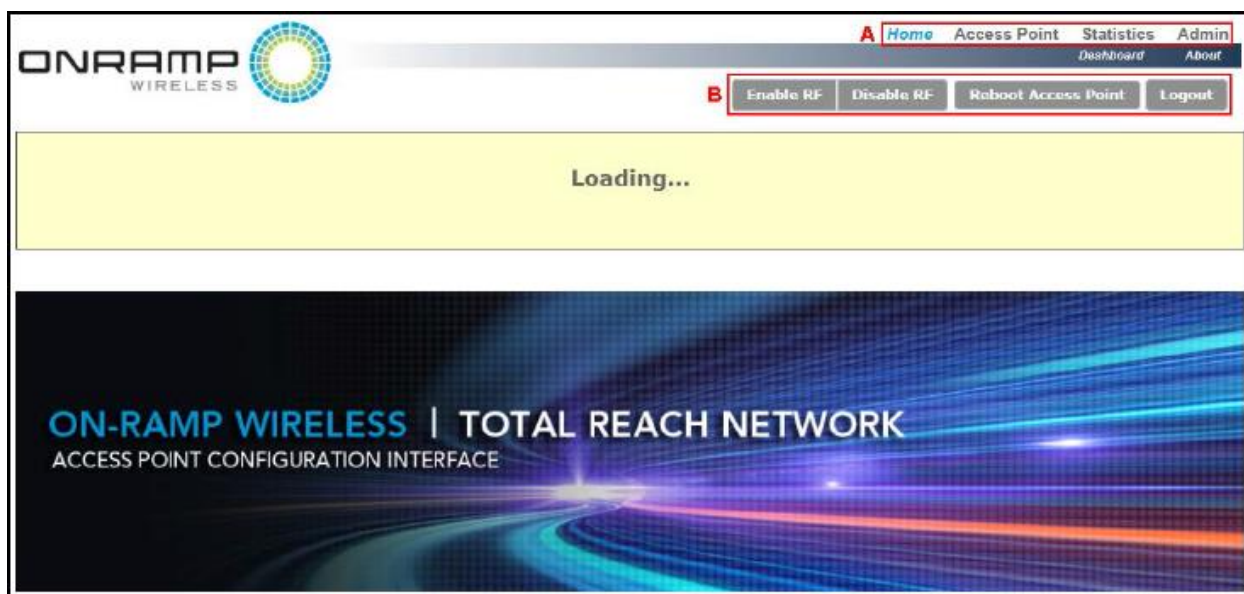 ONRAMP
WIRELESS
A Home Access Point Statistics Admin
Dashboard About
B Enable RF Disable RF Reboot Access Point Logout
Loading...
ON-RAMP WIRELESS | TOTAL REACH NETWORK
ACCESS POINT CONFIGURATION INTERFACE